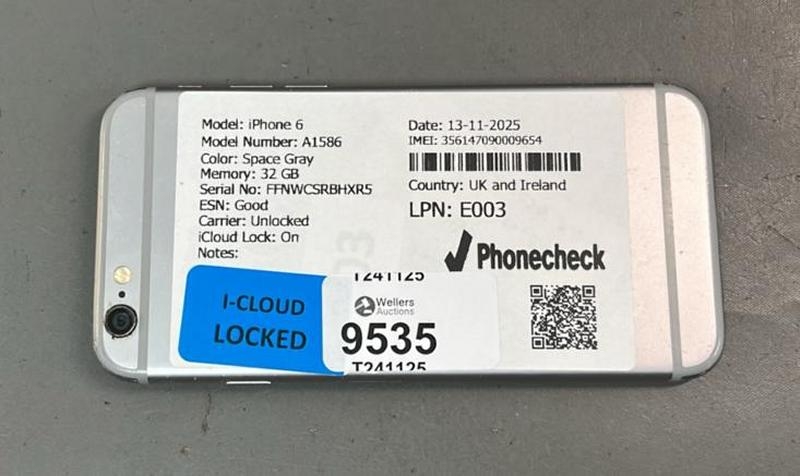 Model: iPhone 6
Model Number: A1586
Color: Space Gray
Memory: 32 GB
Serial No: FFNWCSRBHXR5
ESN: Good
Carrier: Unlocked
iCloud Lock: On
Notes:
Date: 13-11-2025
IMEI: 356147090009654
Country: UK and Ireland
LPN: E003
Phonecheck
I-CLOUD
LOCKED
T241125
Wellers
Auctions
9535
T241125